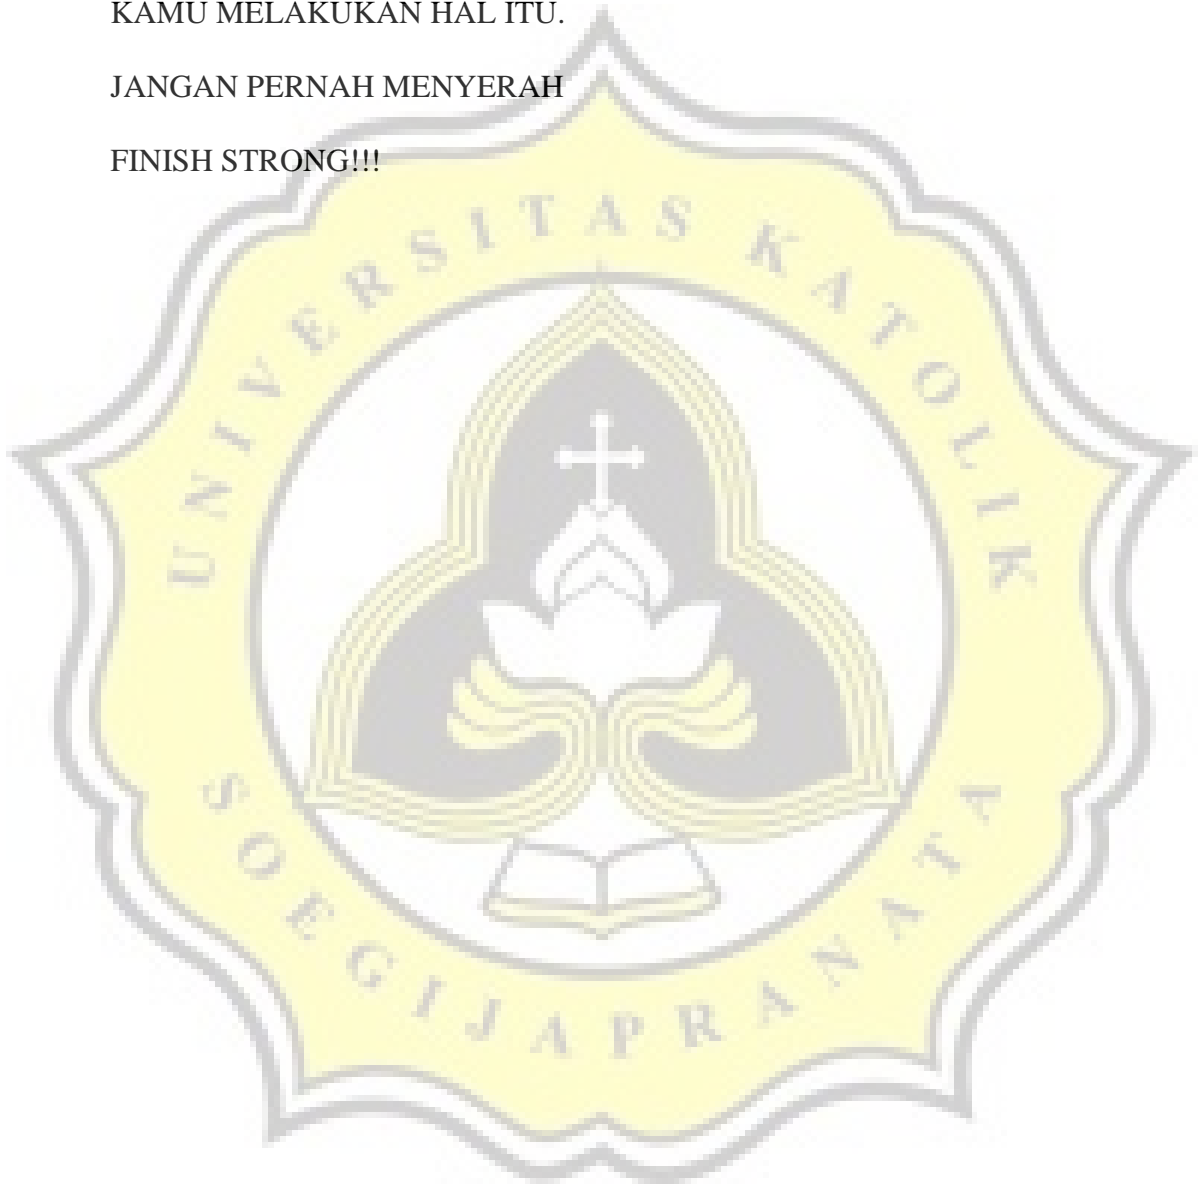 KAMU MELAKUKAN HAL ITU.
JANGAN PERNAH MENYERAH
FINISH STRONG!!!
UNIVERSITAS KATOLIK
SOEGIJAPRANATA